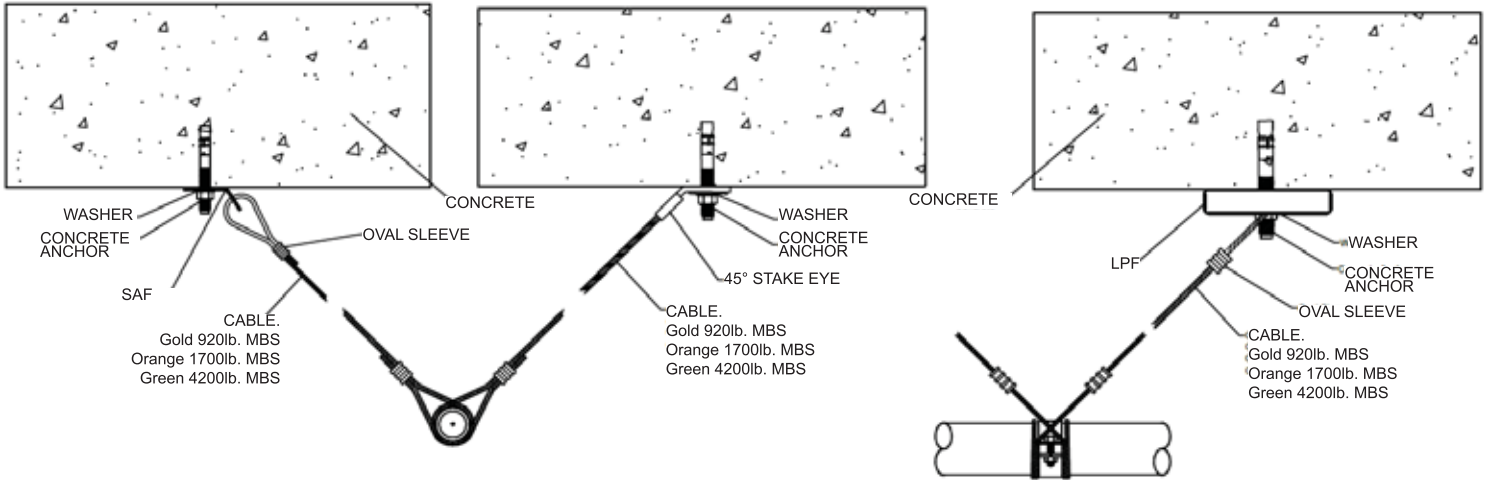 WASHER
CONCRETE
ANCHOR
SAF
OVAL SLEEVE
CONCRETE
CABLE.
Gold 920lb. MBS
Orange 1700lb. MBS
Green 4200lb. MBS
WASHER
CONCRETE
ANCHOR
45° STAKE EYE
CABLE.
Gold 920lb. MBS
Orange 1700lb. MBS
Green 4200lb. MBS
CONCRETE
LPF
WASHER
CONCRETE
ANCHOR
OVAL SLEEVE
CABLE.
Gold 920lb. MBS
Orange 1700lb. MBS
Green 4200lb. MBS